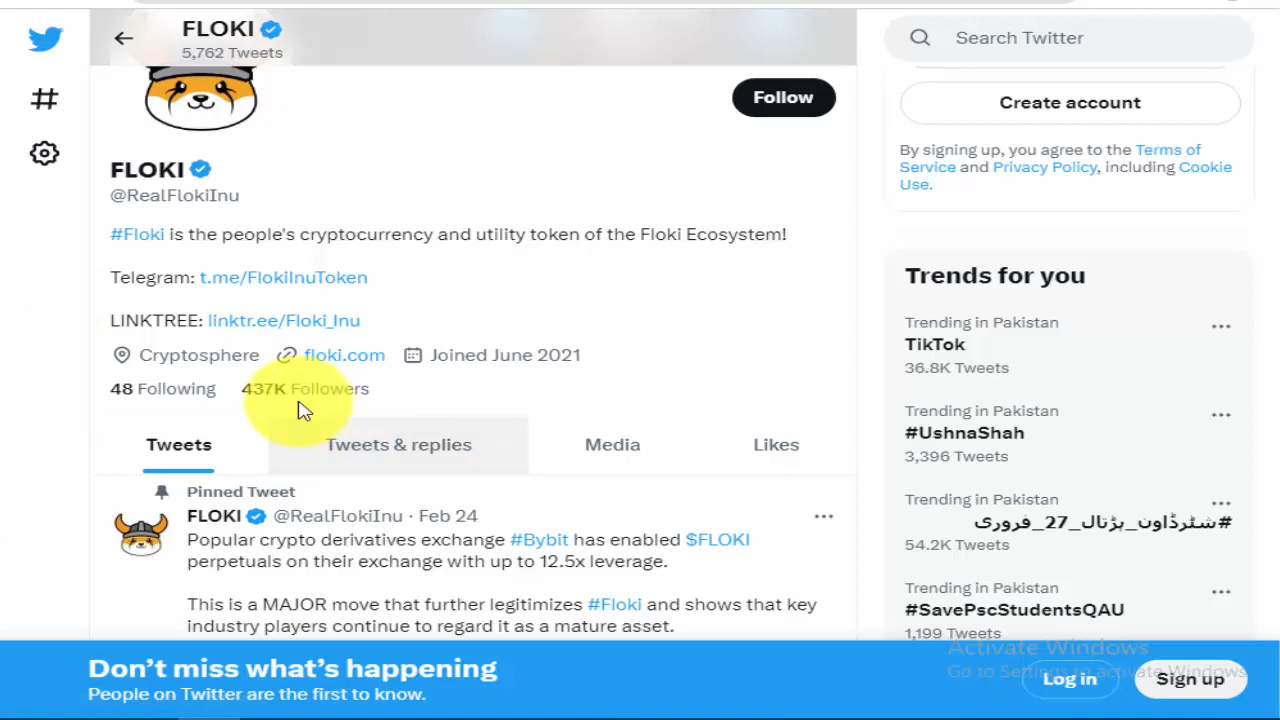 FLOKI
5,762 Tweets
Follow
FLOKI
@RealFlokiInu
#Floki is the people's cryptocurrency and utility token of the Floki Ecosystem!
Telegram: t.me/FlokiInuToken
LINKTREE: linktr.ee/Floki_Inu
Cryptosphere floki.com Joined June 2021
48 Following 437K Followers
Tweets Tweets & replies Media Likes
Pinned Tweet
FLOKI @RealFlokiInu · Feb 24
Popular crypto derivatives exchange #Bybit has enabled $FLOKI
perpetuals on their exchange with up to 12.5x leverage.
This is a MAJOR move that further legitimizes #Floki and shows that key
industry players continue to regard it as a mature asset.
Search Twitter
Create account
By signing up, you agree to the Terms of
Service and Privacy Policy, including Cookie
Use.
Trends for you
Trending in Pakistan
TikTok
36.8K Tweets
Trending in Pakistan
#UshnaShah
3,396 Tweets
Trending in Pakistan
#شٹرڈاون_ہڑتال_27_فروری
54.2K Tweets
Trending in Pakistan
#SavePscStudentsQAU
1,199 Tweets
Activate Windows
Go to Settings to activate Windows.
Don't miss what's happening
People on Twitter are the first to know.
Log in
Sign up